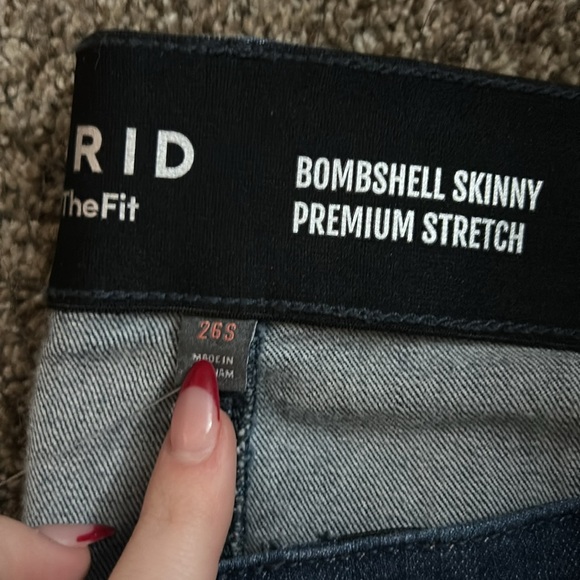 RID
TheFit
BOMBSHELL SKINNY
PREMIUM STRETCH
26S
MADE IN